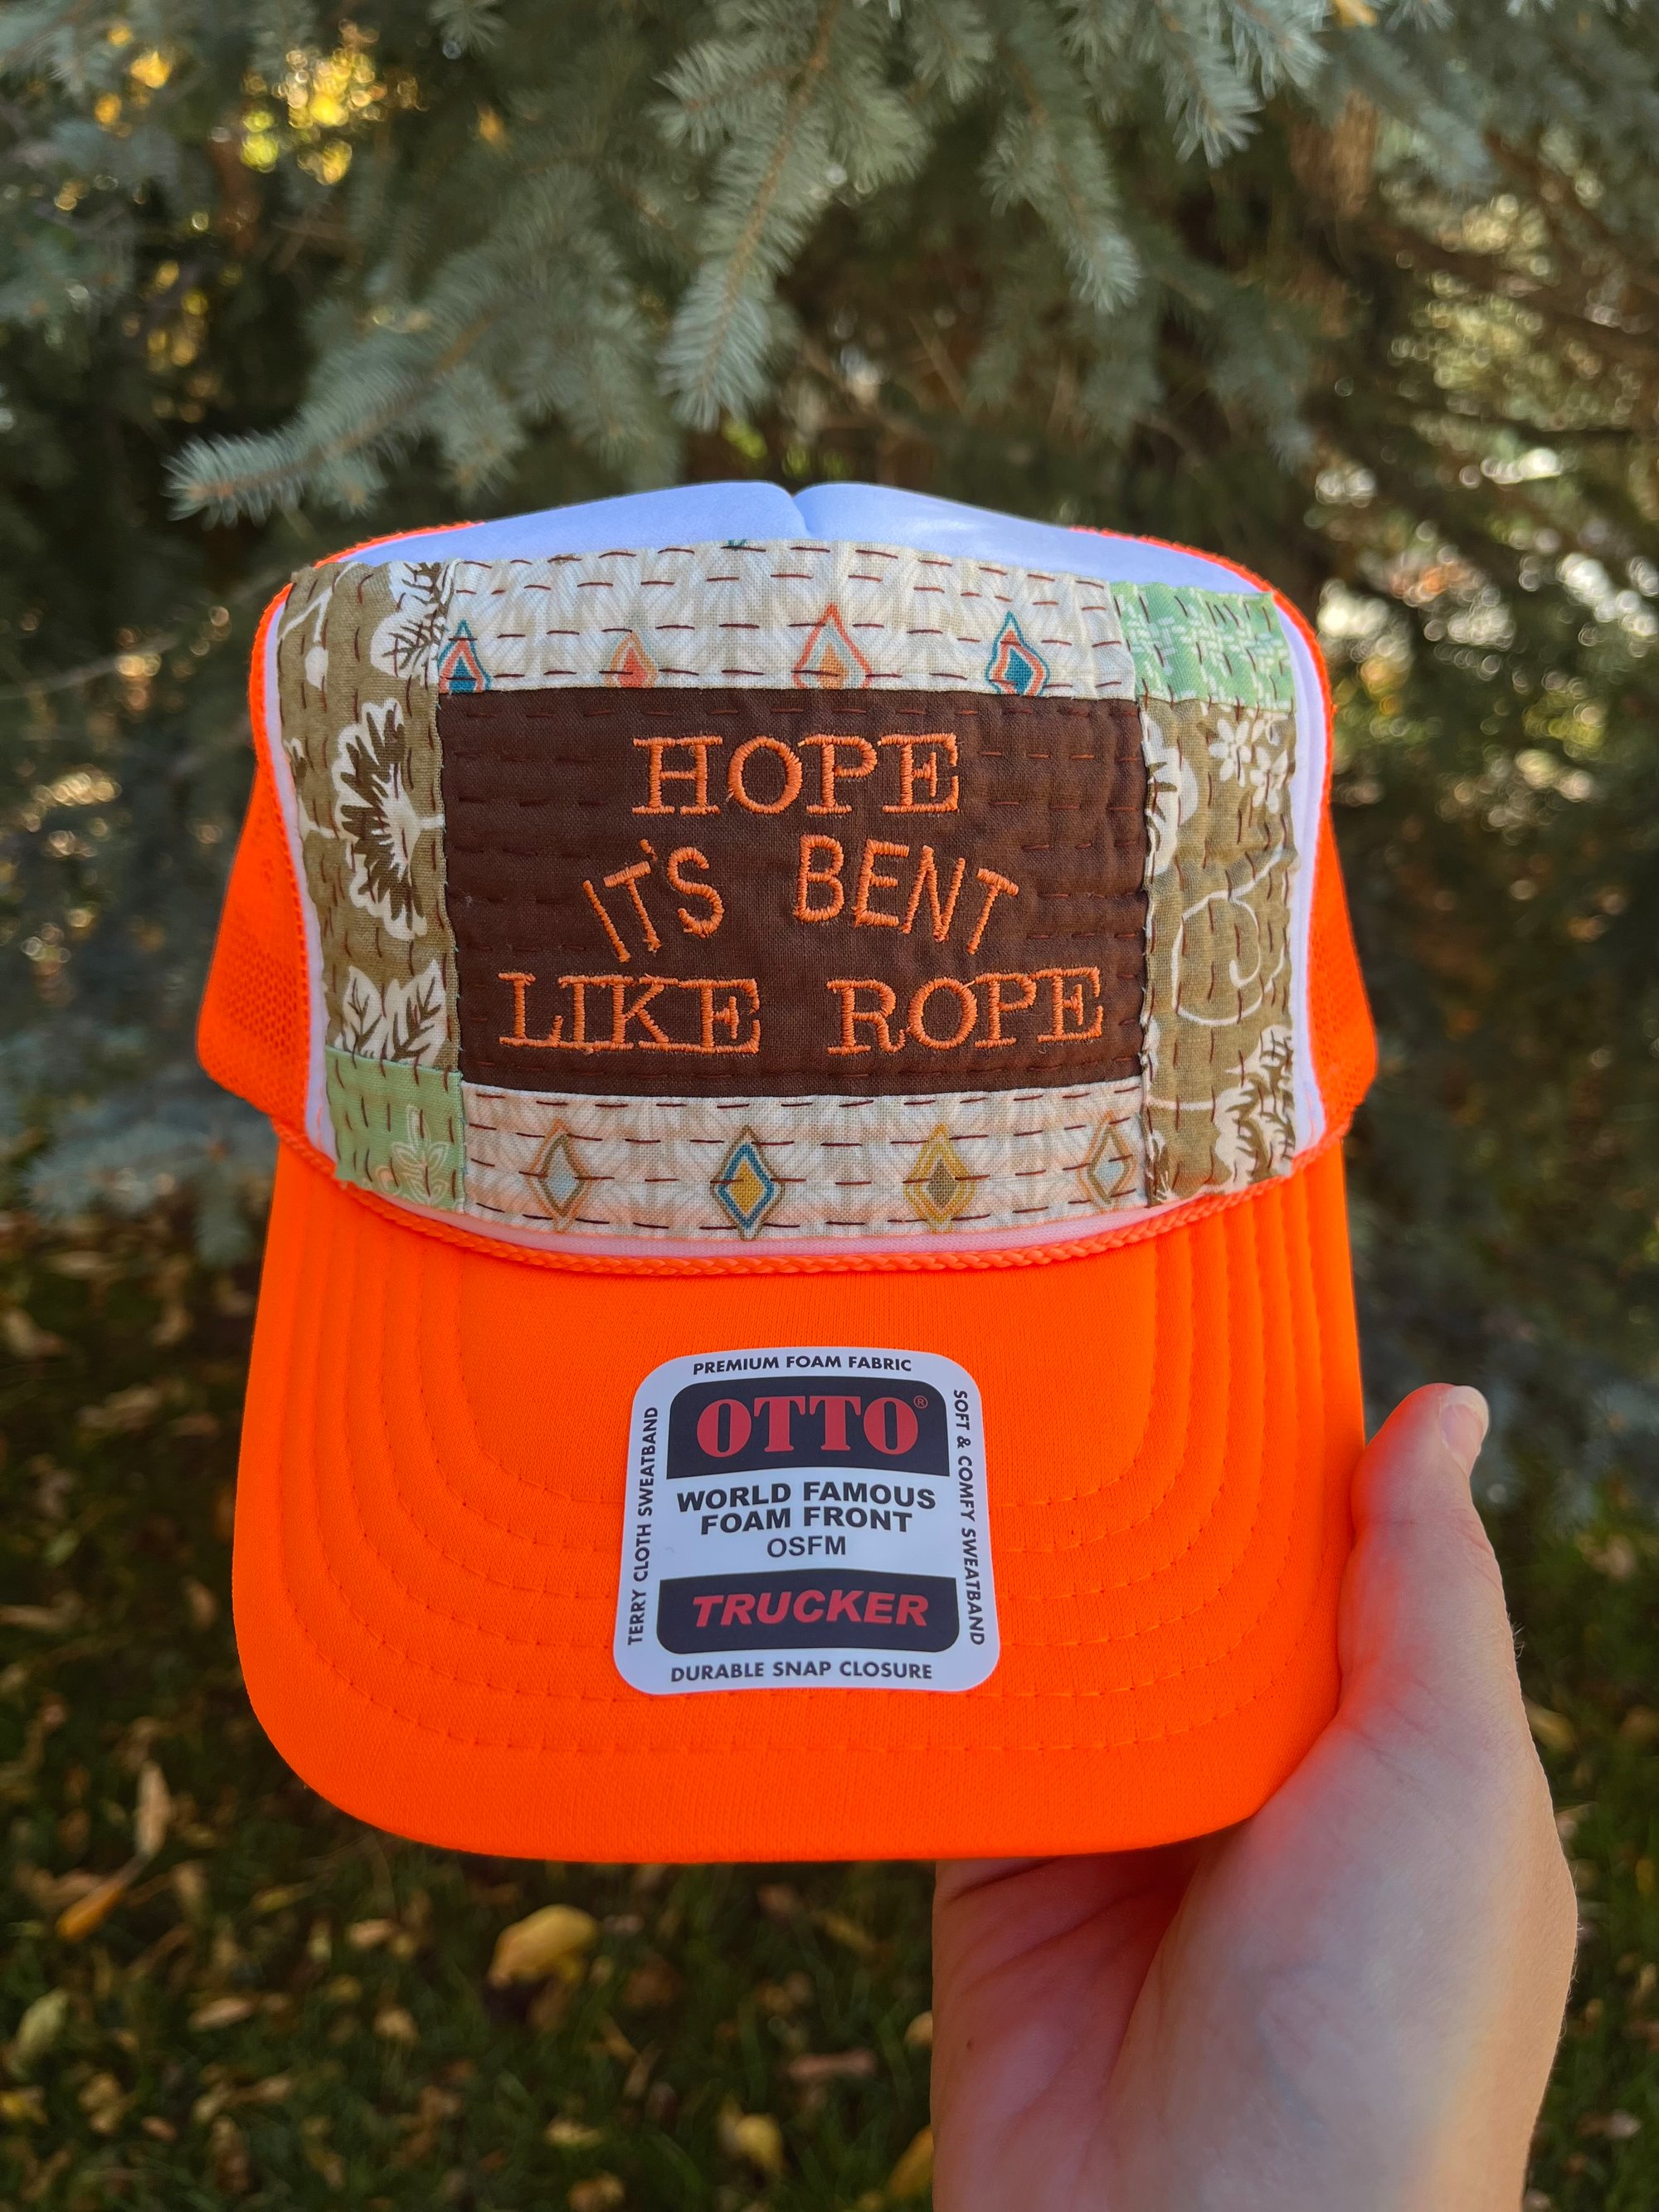 HOPE
IT'S BENT
LIKE ROPE
PREMIUM FOAM FABRIC
OTTO®
WORLD FAMOUS
FOAM FRONT
OSFM
TRUCKER
DURABLE SNAP CLOSURE
TERRY CLOTH SWEATBAND
SOFT & COMFY SWEATBAND